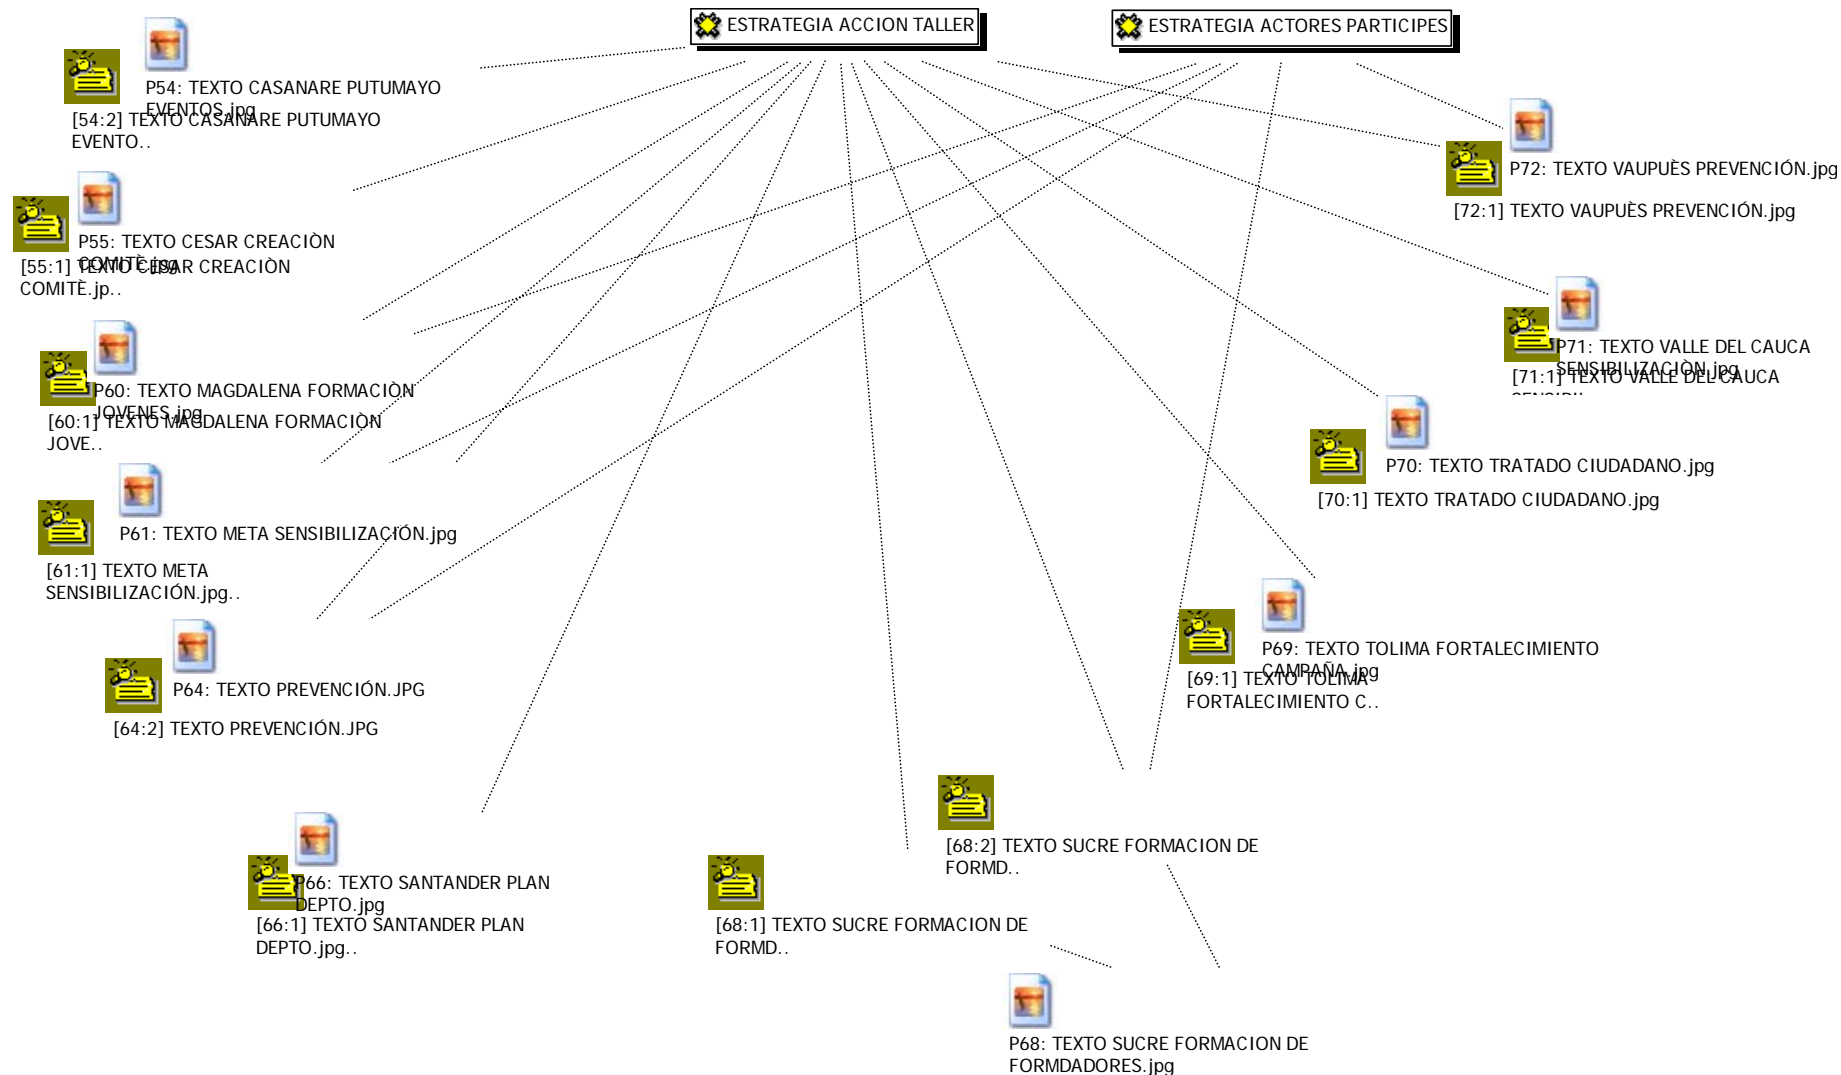 ESTRATEGIA ACCION TALLER
ESTRATEGIA ACTORES PARTICIPES
P54: TEXTO CASANARE PUTUMAYO
EVENTOS.jpg
[54:2] TEXTO CASANARE PUTUMAYO
EVENTO..
P55: TEXTO CESAR CREACIÒN
COMITÈ.jpg
[55:1] TEXTO CESAR CREACIÒN
COMITÈ.jp..
P60: TEXTO MAGDALENA FORMACIÒN
JOVENES.jpg
[60:1] TEXTO MAGDALENA FORMACIÒN
JOVE..
P61: TEXTO META SENSIBILIZACIÓN.jpg
[61:1] TEXTO META
SENSIBILIZACIÓN.jpg..
P64: TEXTO PREVENCIÓN.JPG
[64:2] TEXTO PREVENCIÓN.JPG
P66: TEXTO SANTANDER PLAN
DEPTO.jpg
[66:1] TEXTO SANTANDER PLAN
DEPTO.jpg..
[68:1] TEXTO SUCRE FORMACION DE
FORMD..
[68:2] TEXTO SUCRE FORMACION DE
FORMD..
P68: TEXTO SUCRE FORMACION DE
FORMDADORES.jpg
P69: TEXTO TOLIMA FORTALECIMIENTO
CAMPAÑA.jpg
[69:1] TEXTO TOLIMA
FORTALECIMIENTO C..
P70: TEXTO TRATADO CIUDADANO.jpg
[70:1] TEXTO TRATADO CIUDADANO.jpg
P71: TEXTO VALLE DEL CAUCA
SENSIBILIZACIÒN.jpg
[71:1] TEXTO VALLE DEL CAUCA
P72: TEXTO VAUPUÈS PREVENCIÓN.jpg
[72:1] TEXTO VAUPUÈS PREVENCIÓN.jpg